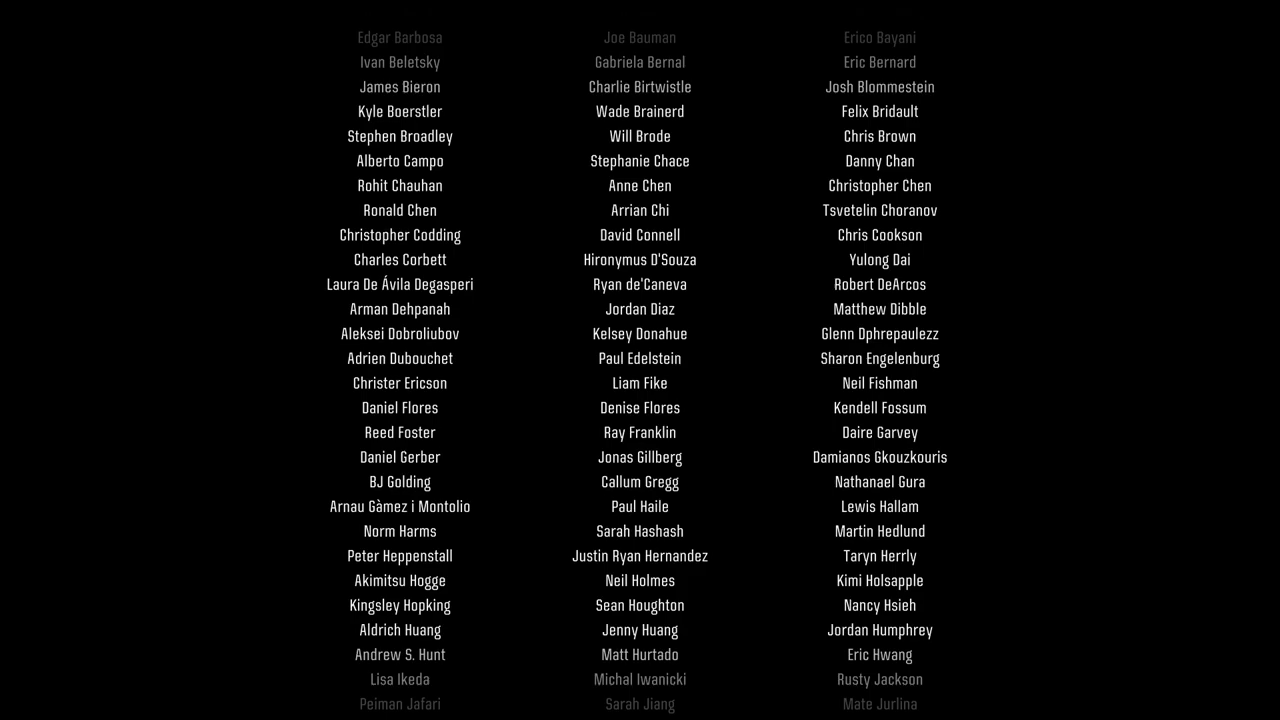 Edgar Barbosa Joe Bauman Erico Bayani
Ivan Beletsky Gabriela Bernal Eric Bernard
James Bieron Charlie Birtwistle Josh Blommestein
Kyle Boerstler Wade Brainerd Felix Bridault
Stephen Broadley Will Brode Chris Brown
Alberto Campo Stephanie Chace Danny Chan
Rohit Chauhan Anne Chen Christopher Chen
Ronald Chen Arrian Chi Tsvetelin Choranov
Christopher Codding David Connell Chris Cookson
Charles Corbett Hironymus D'Souza Yulong Dai
Laura De Ávila Degasperi Ryan de'Caneva Robert DeArcos
Arman Dehpanah Jordan Diaz Matthew Dibble
Aleksei Dobroliubov Kelsey Donahue Glenn Dphrepaulezz
Adrien Dubouchet Paul Edelstein Sharon Engelenburg
Christer Ericson Liam Fike Neil Fishman
Daniel Flores Denise Flores Kendell Fossum
Reed Foster Ray Franklin Daire Garvey
Daniel Gerber Jonas Gillberg Damianos Gkouzkouris
BJ Golding Callum Gregg Nathanael Gura
Arnau Gàmez i Montolio Paul Haile Lewis Hallam
Norm Harms Sarah Hashash Martin Hedlund
Peter Heppenstall Justin Ryan Hernandez Taryn Herrly
Akimitsu Hogge Neil Holmes Kimi Holsapple
Kingsley Hopking Sean Houghton Nancy Hsieh
Aldrich Huang Jenny Huang Jordan Humphrey
Andrew S. Hunt Matt Hurtado Eric Hwang
Lisa Ikeda Michal Iwanicki Rusty Jackson
Peiman Jafari Sarah Jiang Mate Jurlina